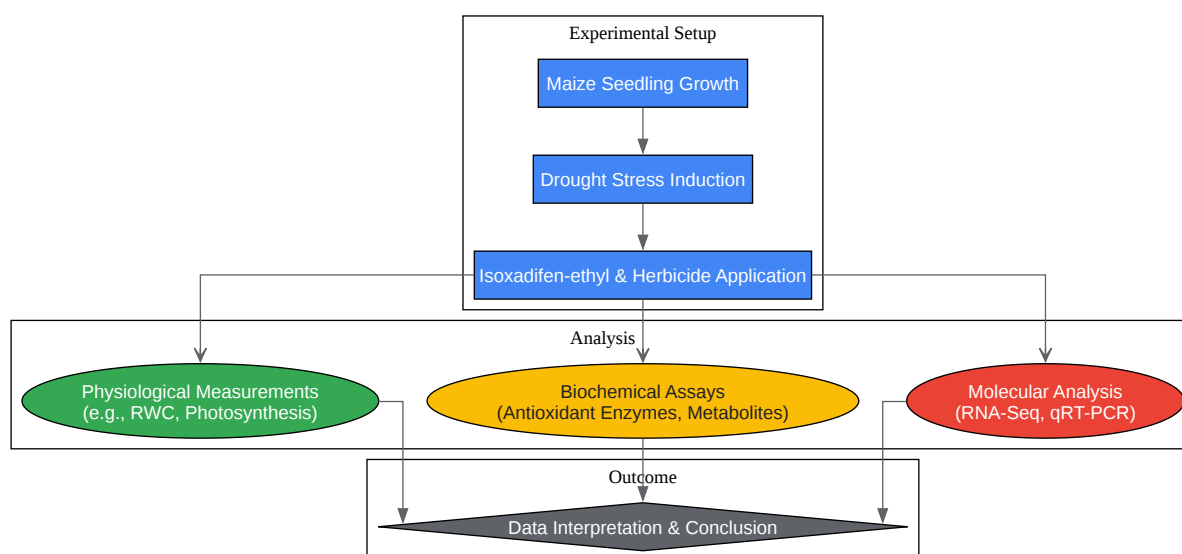 Experimental Setup
Maize Seedling Growth
Drought Stress Induction
Isoxadifen-ethyl & Herbicide Application
Analysis
Physiological Measurements
(e.g., RWC, Photosynthesis)
Biochemical Assays
(Antioxidant Enzymes, Metabolites)
Molecular Analysis
(RNA-Seq, qRT-PCR)
Outcome
Data Interpretation & Conclusion